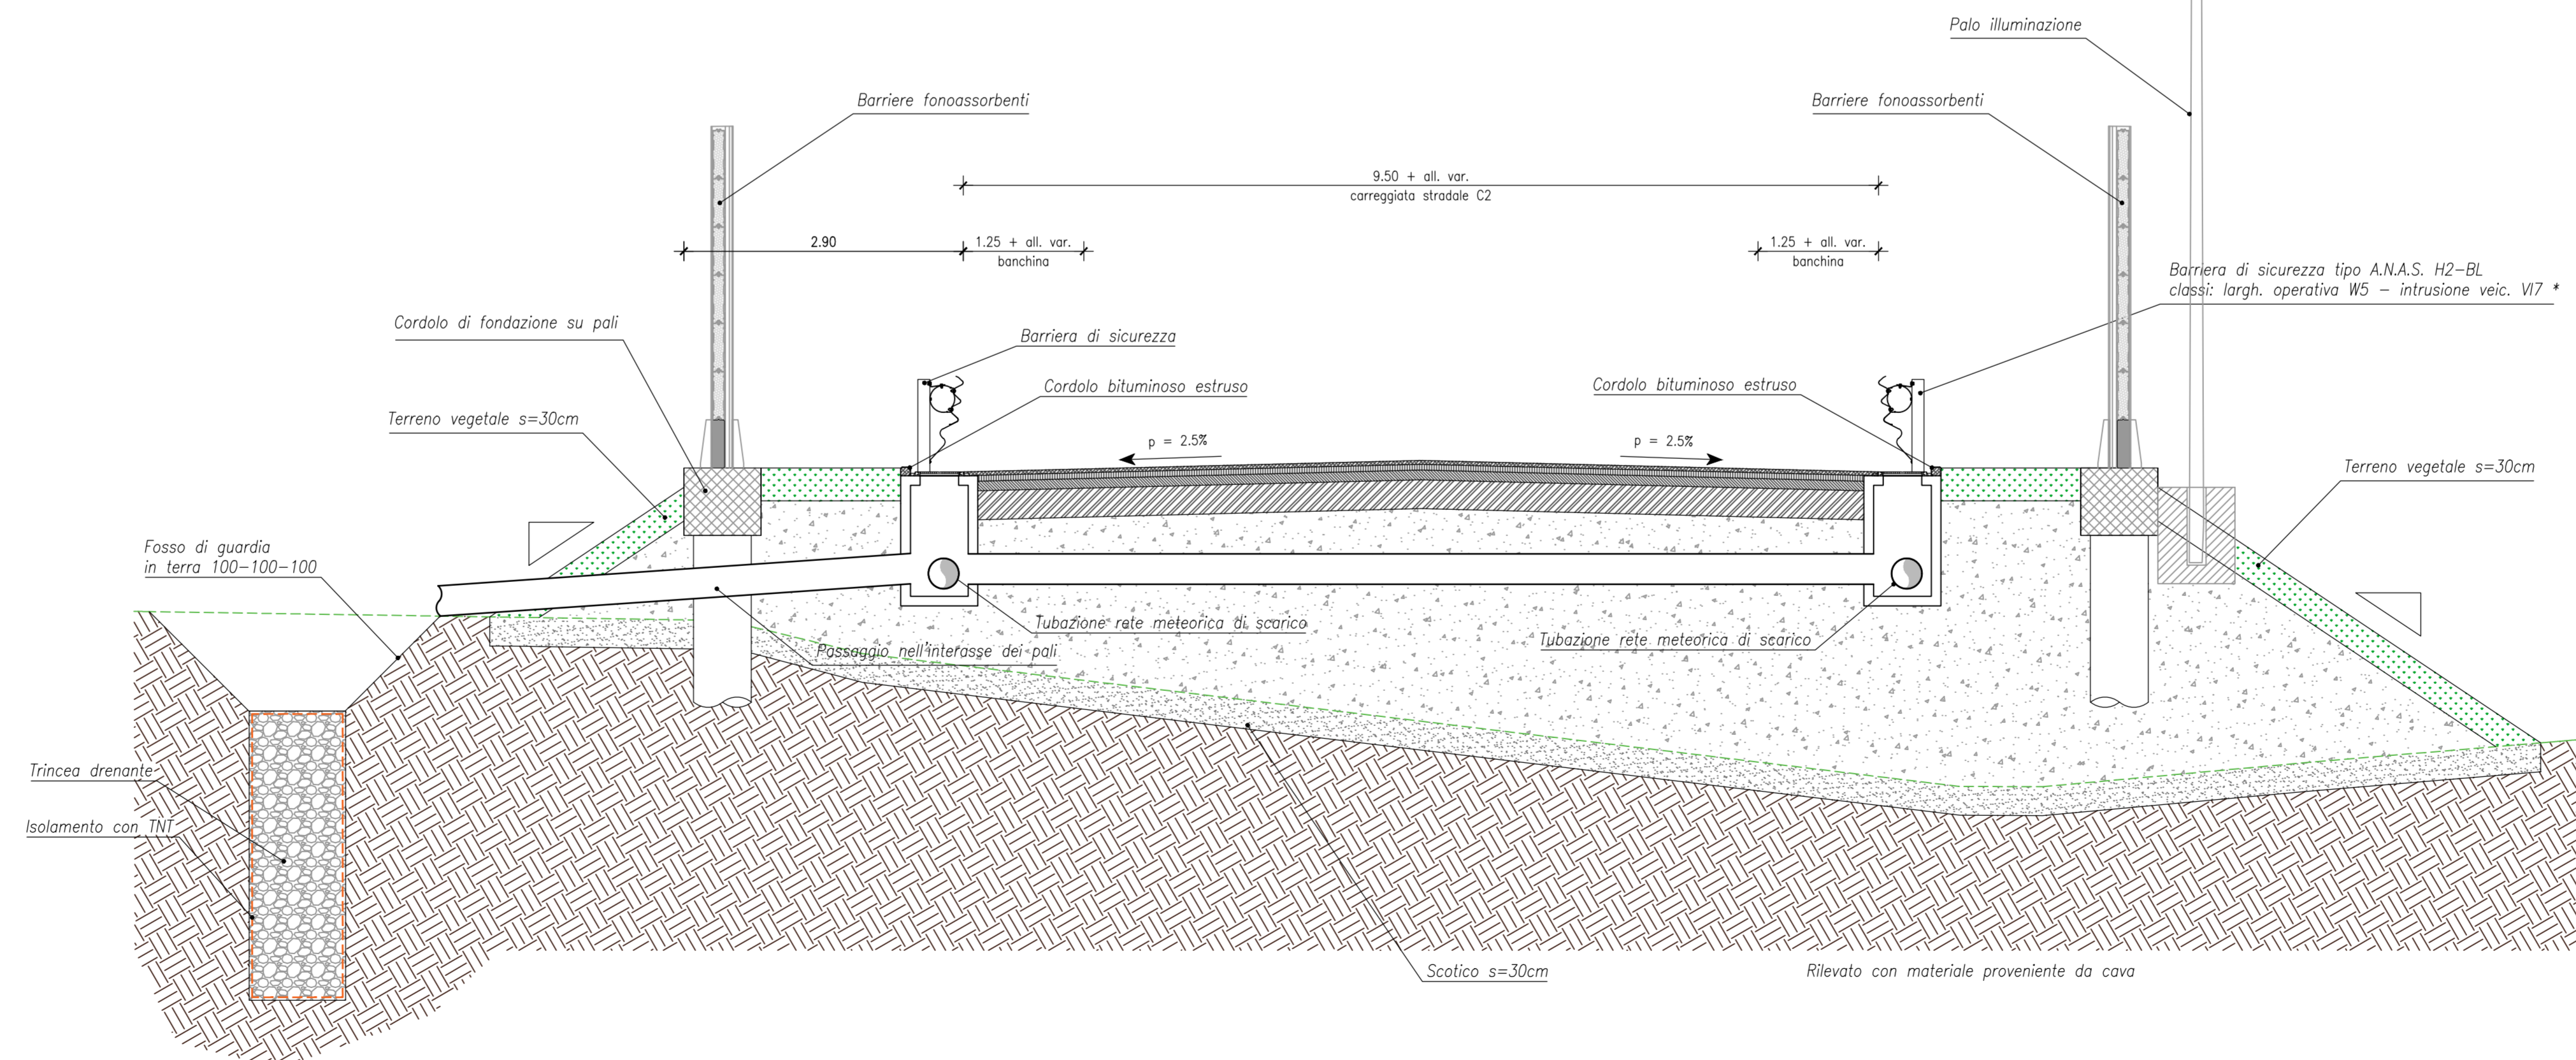 Palo illuminazione
Barriere fonoassorbenti
Barriere fonoassorbenti
9.50 + all. var.
carreggiata stradale C2
2.90
1.25 + all. var.
banchina
1.25 + all. var.
banchina
Barriera di sicurezza tipo A.N.A.S. H2-BL
classi: largh. operativa W5 - intrusione veic. VI7 *
Cordolo di fondazione su pali
Barriera di sicurezza
Cordolo bituminoso estruso
Cordolo bituminoso estruso
Terreno vegetale s=30cm
p = 2.5%
p = 2.5%
Terreno vegetale s=30cm
Fosso di guardia
in terra 100-100-100
Tubazione rete meteorica di scarico
Tubazione rete meteorica di scarico
Passaggio nell'interasse dei pali
Trincea drenante
Isolamento con TNT
Scotico s=30cm
Rilevato con materiale proveniente da cava